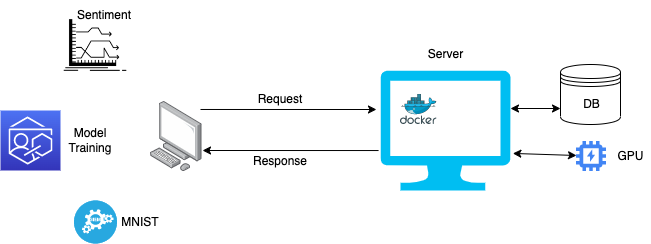 Sentiment
Server
Request
docker
DB
Model
Training
Response
GPU
MNIST